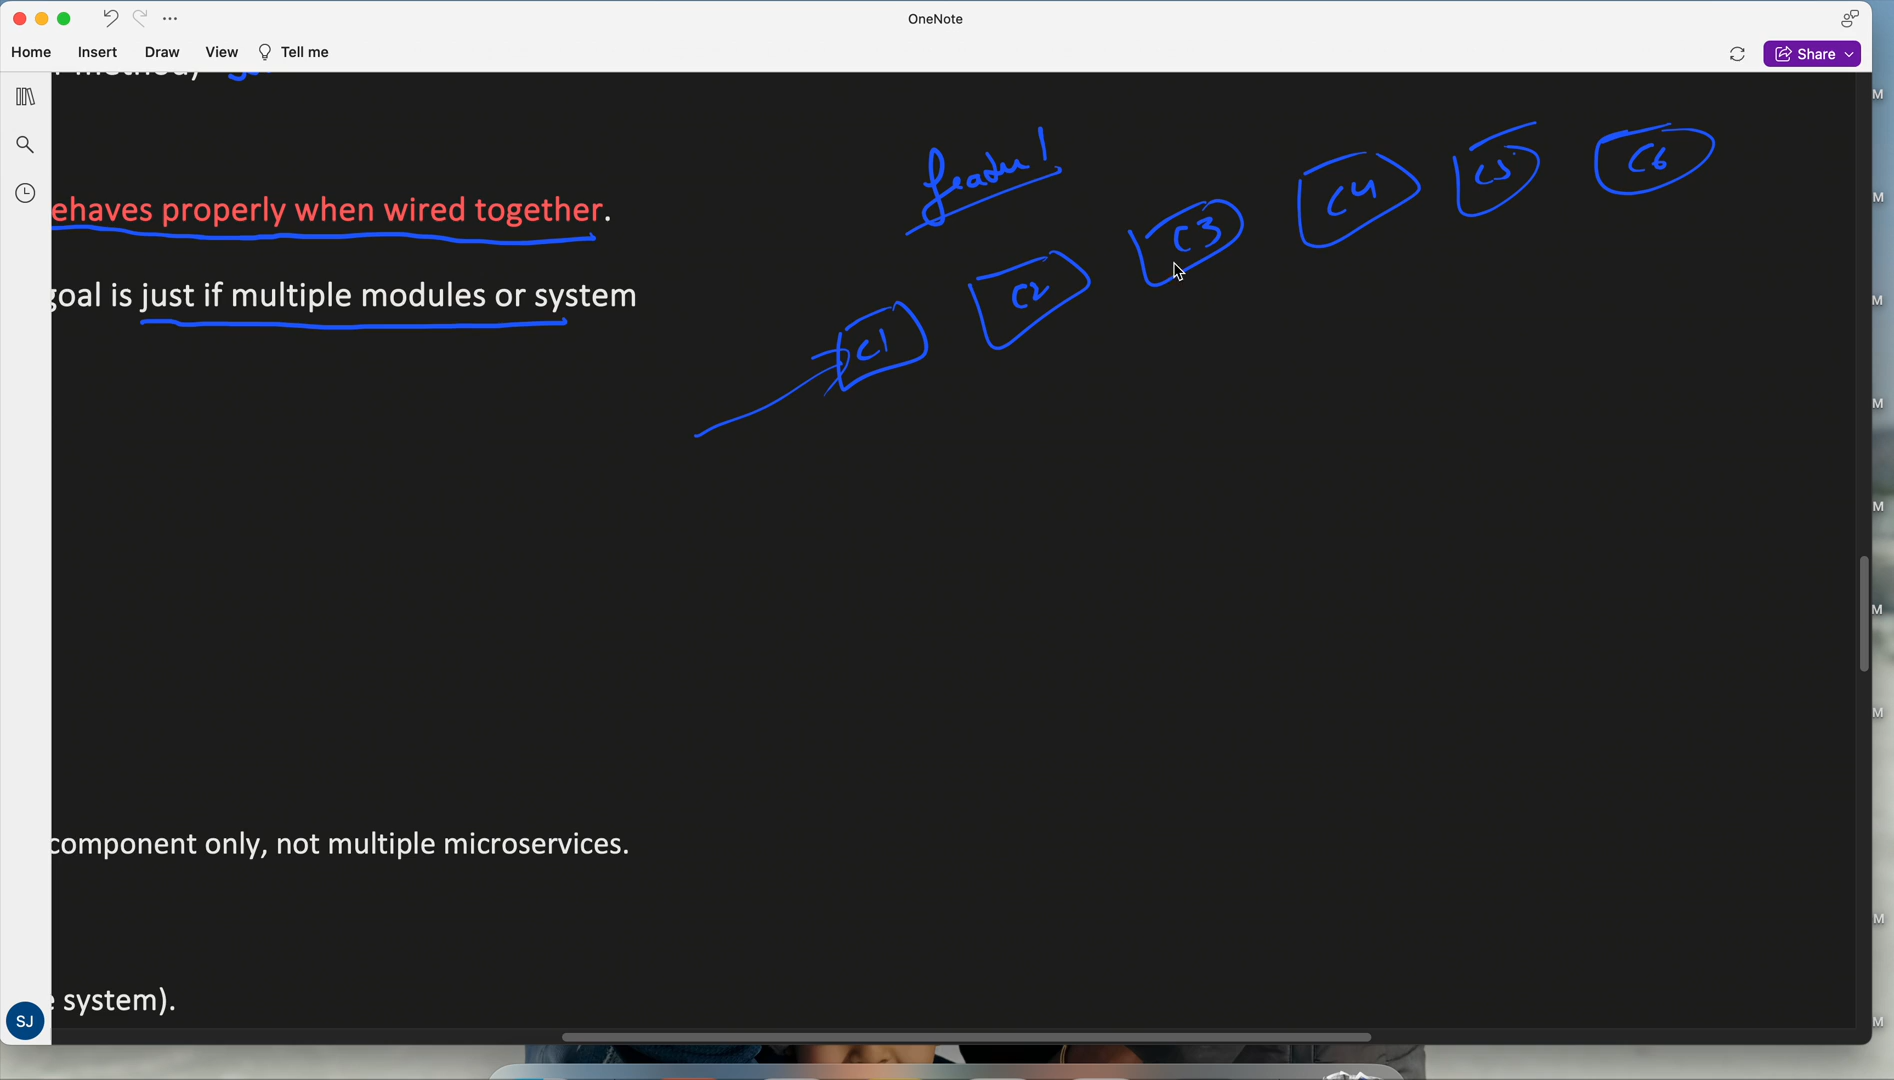 OneNote
Home Insert Draw View Tell me
Share
r method)
ehaves properly when wired together.
goal is just if multiple modules or system
component only, not multiple microservices.
system).
C1
C2
C3
C4
C5
C6
SJ
M
M
M
M
M
M
M
M
M